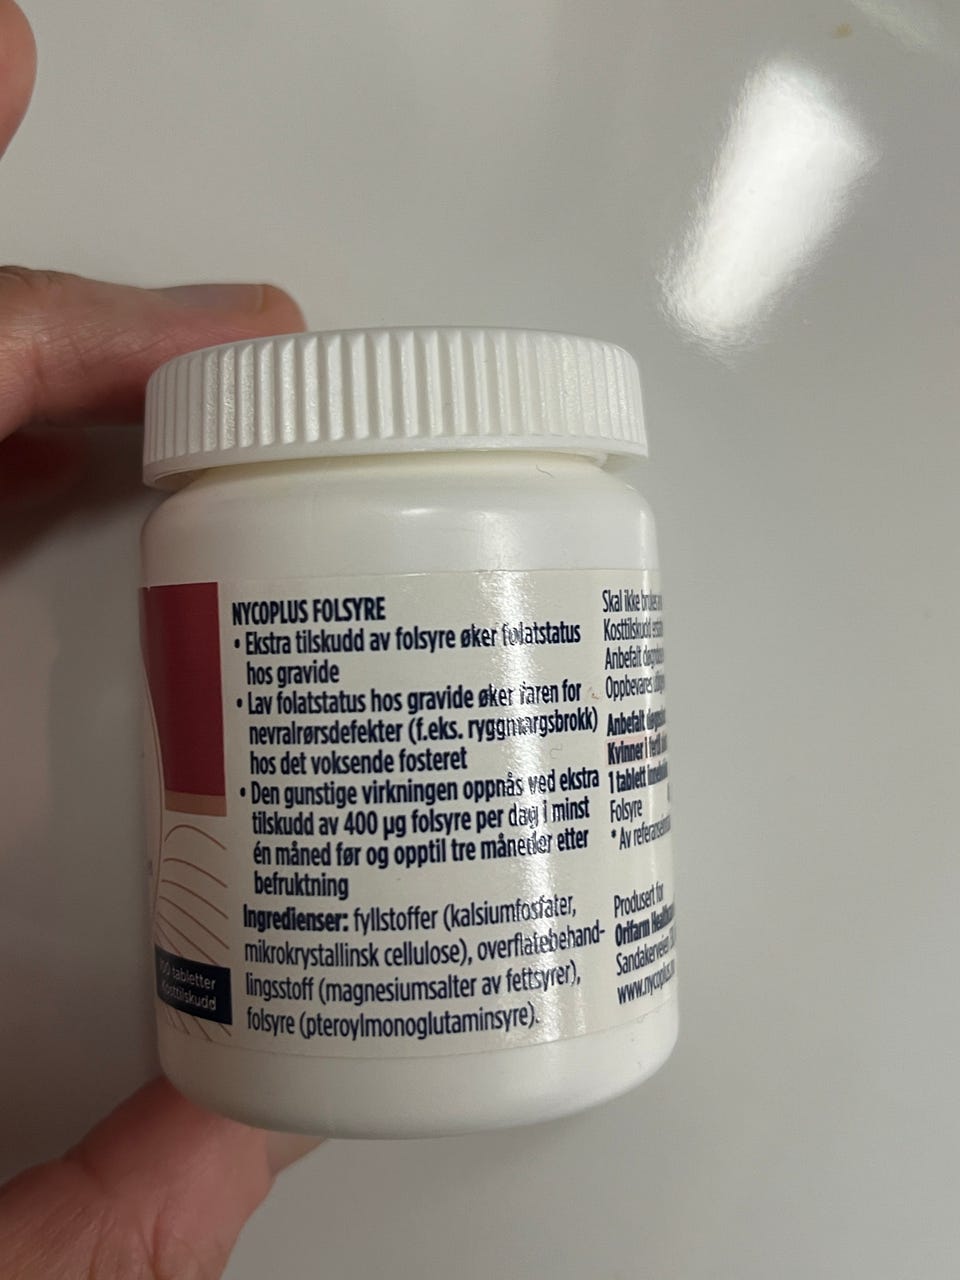 NYCOPLUS FOLSYRE
• Ekstra tilskudd av folsyre øker folatstatus
hos gravide
• Lav folatstatus hos gravide øker faren for
nevralrørsdefekter (f.eks. ryggmargsbrokk)
hos det voksende fosteret
• Den gunstige virkningen oppnås ved ekstra
tilskudd av 400 µg folsyre per dag i minst
én måned før og opptil tre måneder etter
befruktning
Ingredienser: fyllstoffer (kalsiumfosfater,
mikrokrystallinsk cellulose), overflatebehand-
lingsstoff (magnesiumsalter av fettsyrer),
folsyre (pteroylmonoglutaminsyre).
Skal ikke
Kosttilskudd
Anbefalt
Oppbevares
Anbefalt
Kvinner i
1 tablett
Folsyre
* Av
Produsert for
Orifarm
Sandakerveien
www.nycoplus
tabletter
Kosttilskudd